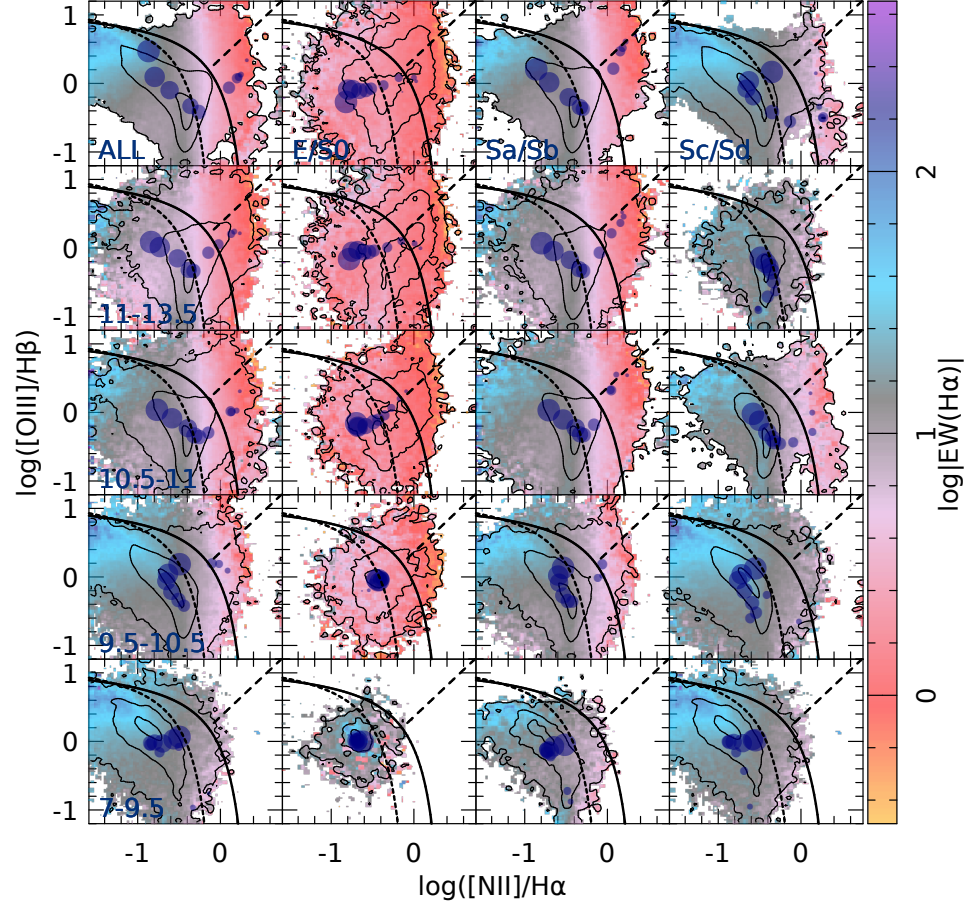 1
0
-1
ALL
E/S0
Sa/Sb
Sc/Sd
1
0
-1
11-13.5
1
0
-1
10.5-11
1
0
-1
9.5-10.5
1
0
-1
7-9.5
-1 0 -1 0 -1 0 -1 0
log([NII]/Hα
log([OIII]/Hβ)
2
1
0
log|EW(Hα)|